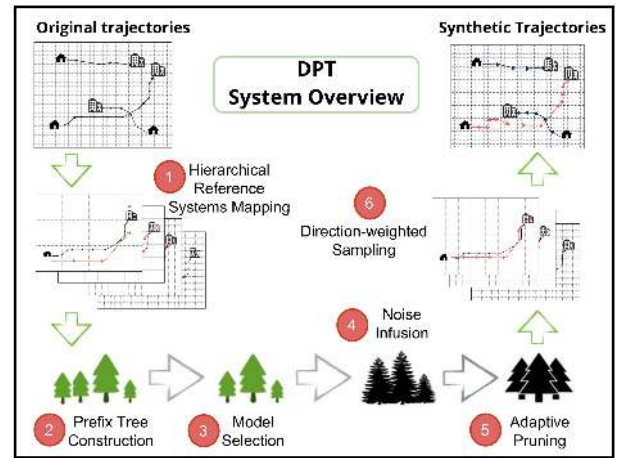 Original trajectories
Synthetic Trajectories
DPT
System Overview
1
Hierarchical
Reference
Systems Mapping
6
Direction-weighted
Sampling
4
Noise
Infusion
2
Prefix Tree
Construction
3
Model
Selection
5
Adaptive
Pruning